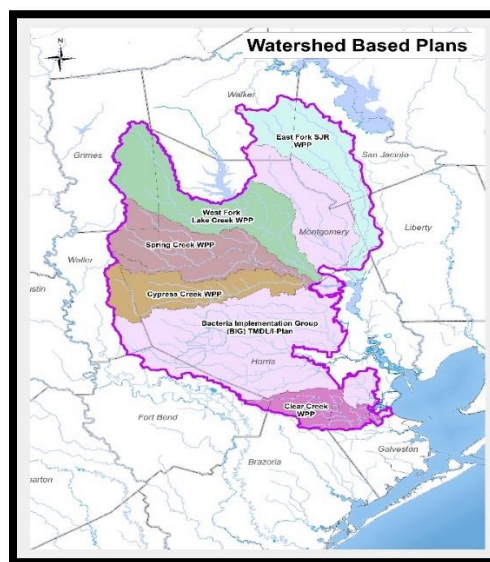 Watershed Based Plans
N
Walker
East Fork SJR
WPP
San Jacinto
Grimes
West Fork
Lake Creek WPP
Montgomery
Liberty
Spring Creek WPP
Waller
Cypress Creek WPP
Bacteria Implementation Group
(BIG) TMDL/I-Plan
Harris
Clear Creek
WPP
Fort Bend
Galveston
Brazoria